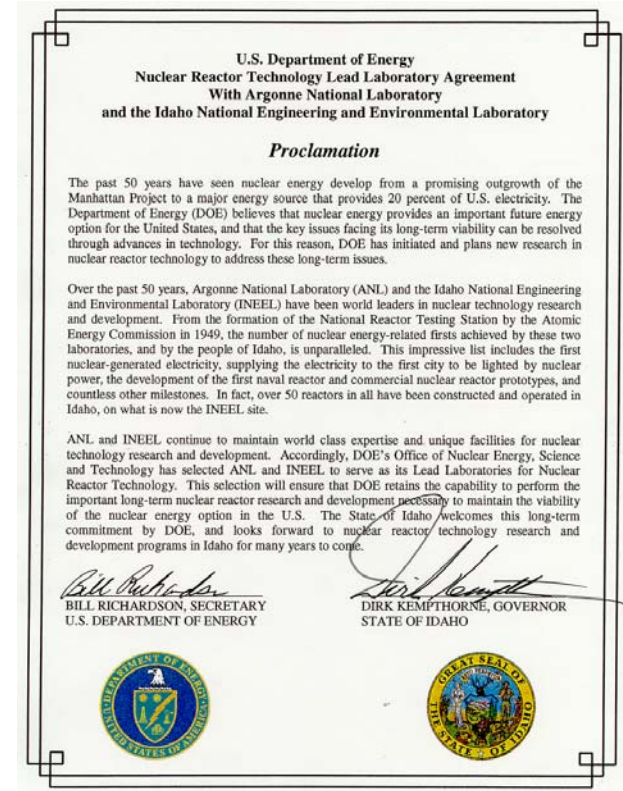 U.S. Department of Energy
Nuclear Reactor Technology Lead Laboratory Agreement
With Argonne National Laboratory
and the Idaho National Engineering and Environmental Laboratory
Proclamation
The past 50 years have seen nuclear energy develop from a promising outgrowth of the
Manhattan Project to a major energy source that provides 20 percent of U.S. electricity. The
Department of Energy (DOE) believes that nuclear energy provides an important future energy
option for the United States, and that the key issues facing its long-term viability can be resolved
through advances in technology. For this reason, DOE has initiated and plans new research in
nuclear reactor technology to address these long-term issues.
Over the past 50 years, Argonne National Laboratory (ANL) and the Idaho National Engineering
and Environmental Laboratory (INEEL) have been world leaders in nuclear technology research
and development. From the formation of the National Reactor Testing Station by the Atomic
Energy Commission in 1949, the number of nuclear energy-related firsts achieved by these two
laboratories, and by the people of Idaho, is unparalleled. This impressive list includes the first
nuclear-generated electricity, supplying the electricity to the first city to be lighted by nuclear
power, the development of the first naval reactor and commercial nuclear reactor prototypes, and
countless other milestones. In fact, over 50 reactors in all have been constructed and operated in
Idaho, on what is now the INEEL site.
ANL and INEEL continue to maintain world class expertise and unique facilities for nuclear
technology research and development. Accordingly, DOE's Office of Nuclear Energy, Science
and Technology has selected ANL and INEEL to serve as its Lead Laboratories for Nuclear
Reactor Technology. This selection will ensure that DOE retains the capability to perform the
important long-term nuclear reactor research and development necessary to maintain the viability
of the nuclear energy option in the U.S. The State of Idaho welcomes this long-term
commitment by DOE, and looks forward to nuclear reactor technology research and
development programs in Idaho for many years to come.
Bill Richardson
Dirk Kempthorne
BILL RICHARDSON, SECRETARY
U.S. DEPARTMENT OF ENERGY
DIRK KEMPTHORNE, GOVERNOR
STATE OF IDAHO
DEPARTMENT OF ENERGY
UNITED STATES OF AMERICA
GREAT SEAL OF
THE STATE OF IDAHO